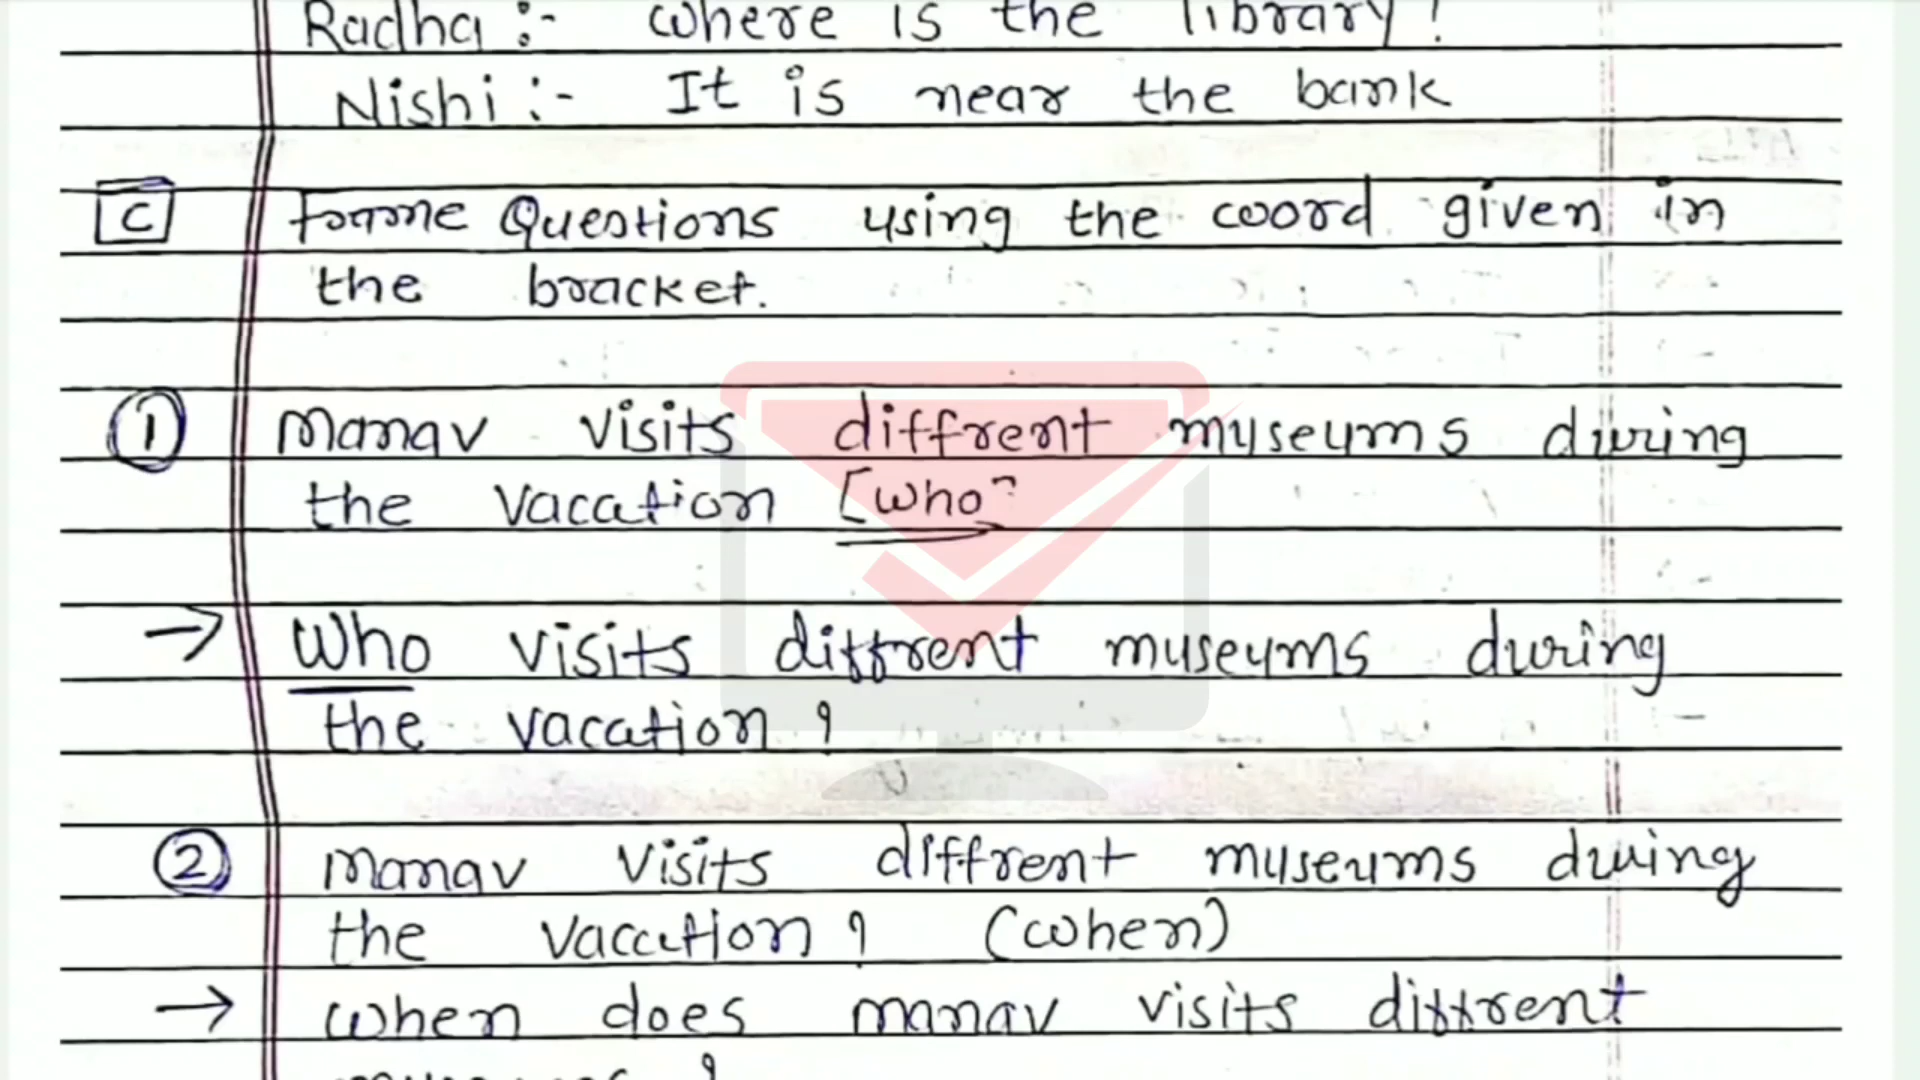 Radha :- where is the library?
Nishi :- It is near the bank
C Frame Questions using the word given in
the bracket.
1 Manav visits diffrent museums during
the vacation [who]
→ Who visits diffrent museums during
the vacation ?
2 Manav visits diffrent museums during
the vacation ? (when)
→ when does manav visits diffrent